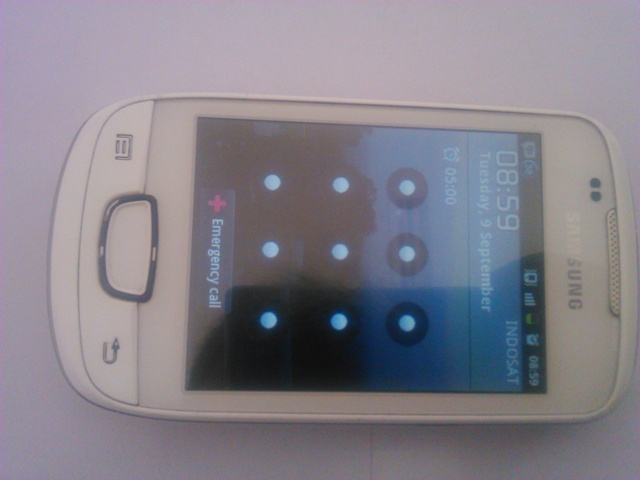 SAMSUNG
08:59
INDOSAT
08:59
Tuesday, 9 September
05:00
Emergency call